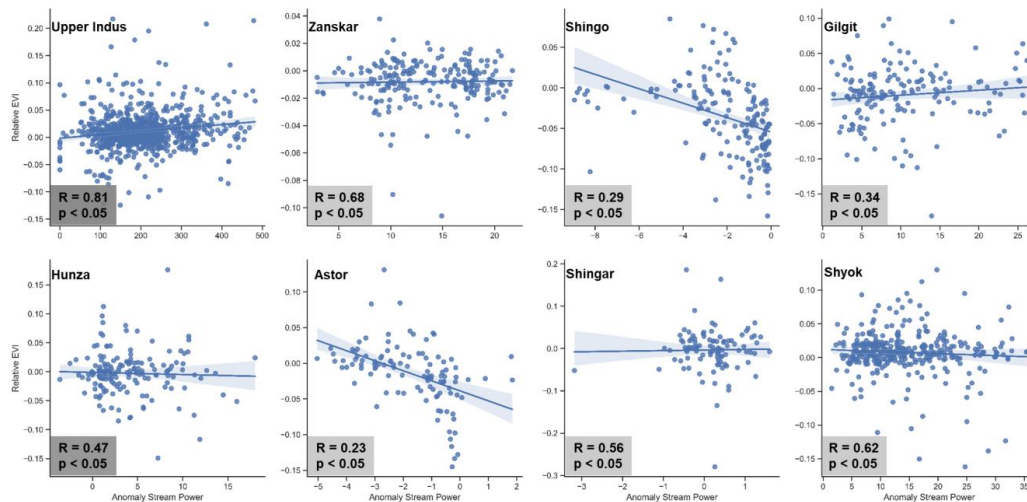 Upper Indus
Relative EVI
0.20
0.15
0.10
0.05
0.00
−0.05
−0.10
−0.15
R = 0.81
p < 0.05
0 100 200 300 400 500
Zanskar
0.04
0.02
−0.00
−0.02
−0.04
−0.06
−0.08
−0.10
R = 0.68
p < 0.05
5 10 15 20
Shingo
0.05
0.00
−0.05
−0.10
−0.15
R = 0.29
p < 0.05
−8 −6 −4 −2 0
Gilgit
0.10
0.05
−0.00
−0.05
−0.10
−0.15
R = 0.34
p < 0.05
5 10 15 20 25
Hunza
Relative EVI
0.15
0.10
0.05
0.00
−0.05
−0.10
−0.15
R = 0.47
p < 0.05
0 5 10 15
Anomaly Stream Power
Astor
0.10
0.05
−0.00
−0.05
−0.10
−0.15
R = 0.23
p < 0.05
−5 −4 −3 −2 −1 0 1 2
Anomaly Stream Power
Shingar
0.2
0.1
−0.0
−0.1
−0.2
−0.3
R = 0.56
p < 0.05
−3 −2 −1 0 1
Anomaly Stream Power
Shyok
0.10
0.05
0.00
−0.05
−0.10
−0.15
R = 0.62
p < 0.05
5 10 15 20 25 30 35
Anomaly Stream Power